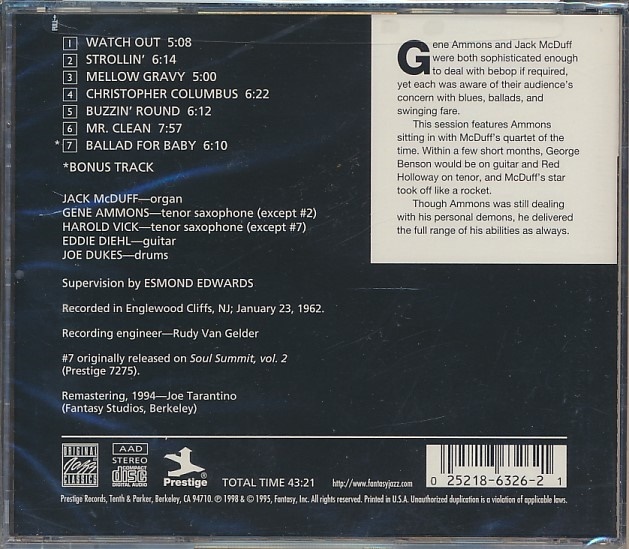 PULL
1 WATCH OUT 5:08
2 STROLLIN' 6:14
3 MELLOW GRAVY 5:00
4 CHRISTOPHER COLUMBUS 6:22
5 BUZZIN' ROUND 6:12
6 MR. CLEAN 7:57
*7 BALLAD FOR BABY 6:10
*BONUS TRACK
JACK McDUFF—organ
GENE AMMONS—tenor saxophone (except #2)
HAROLD VICK—tenor saxophone (except #7)
EDDIE DIEHL—guitar
JOE DUKES—drums
Supervision by ESMOND EDWARDS
Recorded in Englewood Cliffs, NJ; January 23, 1962.
Recording engineer—Rudy Van Gelder
#7 originally released on Soul Summit, vol. 2
(Prestige 7275).
Remastering, 1994—Joe Tarantino
(Fantasy Studios, Berkeley)
Gene Ammons and Jack McDuff
were both sophisticated enough
to deal with bebop if required,
yet each was aware of their audience's
concern with blues, ballads, and
swinging fare.
This session features Ammons
sitting in with McDuff's quartet of the
time. Within a few short months, George
Benson would be on guitar and Red
Holloway on tenor, and McDuff's star
took off like a rocket.
Though Ammons was still dealing
with his personal demons, he delivered
the full range of his abilities as always.
ORIGINAL
Jazz
CLASSICS
AAD
STEREO
COMPACT
disc
DIGITAL AUDIO
Prestige
TOTAL TIME 43:21
http://www.fantasyjazz.com
0 25218-6326-2 1
Prestige Records, Tenth & Parker, Berkeley, CA 94710. ℗ 1998 & © 1995, Fantasy, Inc. All rights reserved. Printed in U.S.A. Unauthorized duplication is a violation of applicable laws.